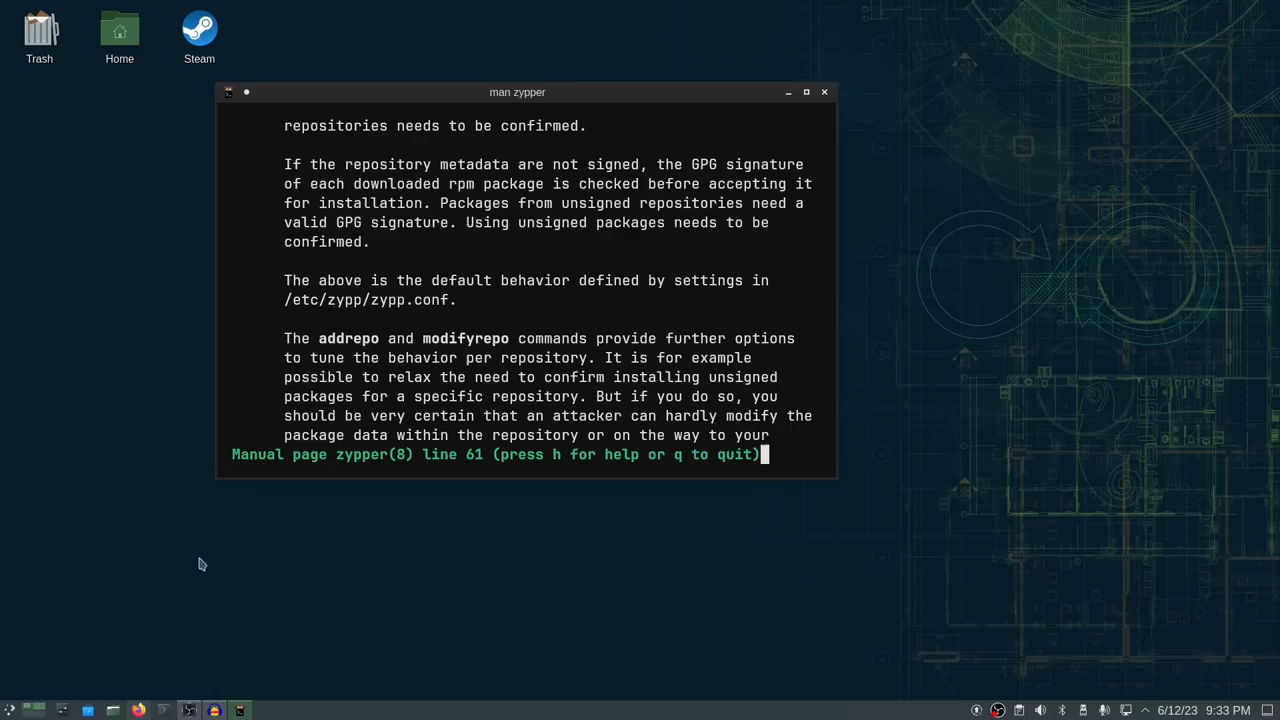 Trash
Home
Steam
man zypper
repositories needs to be confirmed.
If the repository metadata are not signed, the GPG signature
of each downloaded rpm package is checked before accepting it
for installation. Packages from unsigned repositories need a
valid GPG signature. Using unsigned packages needs to be
confirmed.
The above is the default behavior defined by settings in
/etc/zypp/zypp.conf.
The addrepo and modifyrepo commands provide further options
to tune the behavior per repository. It is for example
possible to relax the need to confirm installing unsigned
packages for a specific repository. But if you do so, you
should be very certain that an attacker can hardly modify the
package data within the repository or on the way to your
Manual page zypper(8) line 61 (press h for help or q to quit)
6/12/23 9:33 PM